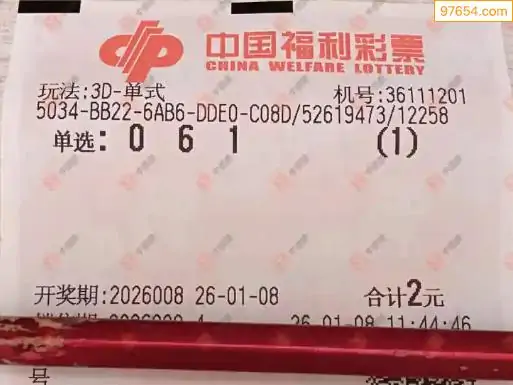 97654.com
中国福利彩票
CHINA WELFARE LOTTERY
玩法:3D-单式 机号:36111201
5034-BB22-6AB6-DDE0-C08D/52619473/12258
单选: 0 6 1 (1)
开奖期:2026008 26-01-08 合计2元
26-01-08 11:44:46
号